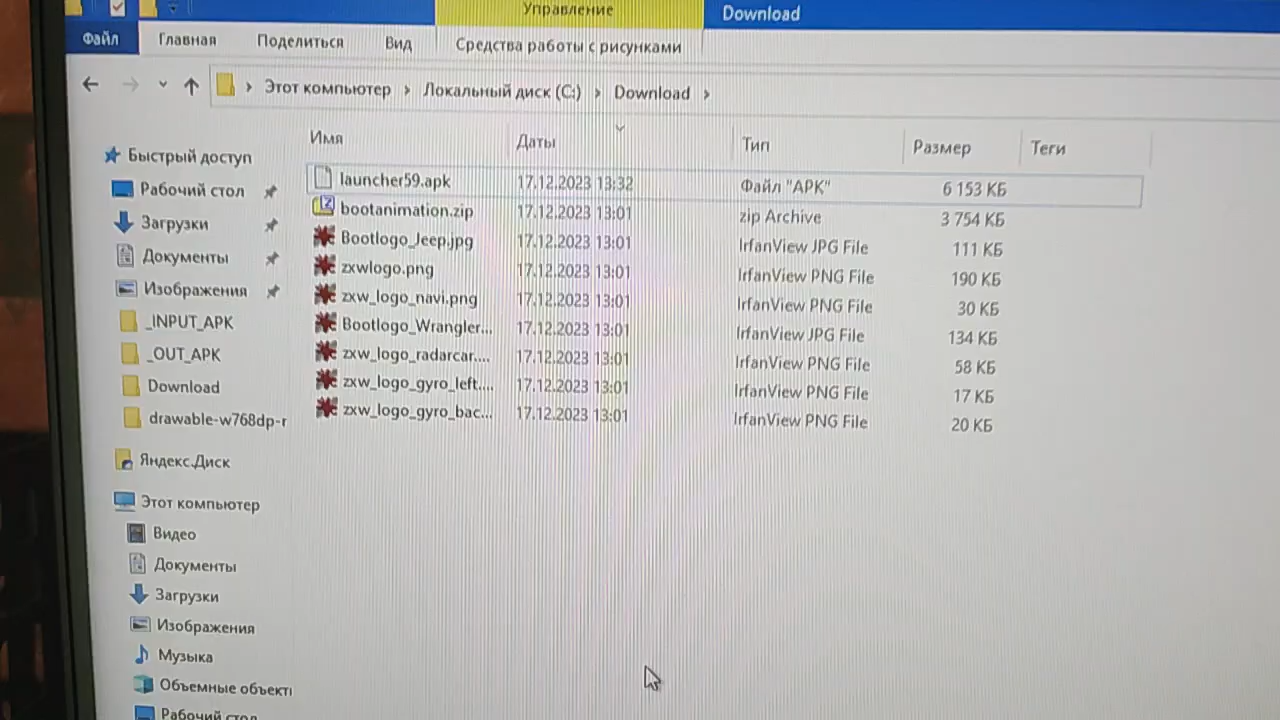 Управление
Download
Файл
Главная
Поделиться
Вид
Средства работы с рисунками
Этот компьютер › Локальный диск (C:) › Download ›
Имя
Даты
Тип
Размер
Теги
Быстрый доступ
Рабочий стол
Загрузки
Документы
Изображения
_INPUT_APK
_OUT_APK
Download
drawable-w768dp-r
Яндекс.Диск
Этот компьютер
Видео
Документы
Загрузки
Изображения
Музыка
Объемные объект
Рабочий стол
launcher59.apk 17.12.2023 13:32 Файл "APK" 6 153 КБ
bootanimation.zip 17.12.2023 13:01 zip Archive 3 754 КБ
Bootlogo_Jeep.jpg 17.12.2023 13:01 IrfanView JPG File 111 КБ
zxwlogo.png 17.12.2023 13:01 IrfanView PNG File 190 КБ
zxw_logo_navi.png 17.12.2023 13:01 IrfanView PNG File 30 КБ
Bootlogo_Wrangler... 17.12.2023 13:01 IrfanView JPG File 134 КБ
zxw_logo_radarcar.... 17.12.2023 13:01 IrfanView PNG File 58 КБ
zxw_logo_gyro_left.... 17.12.2023 13:01 IrfanView PNG File 17 КБ
zxw_logo_gyro_bac... 17.12.2023 13:01 IrfanView PNG File 20 КБ